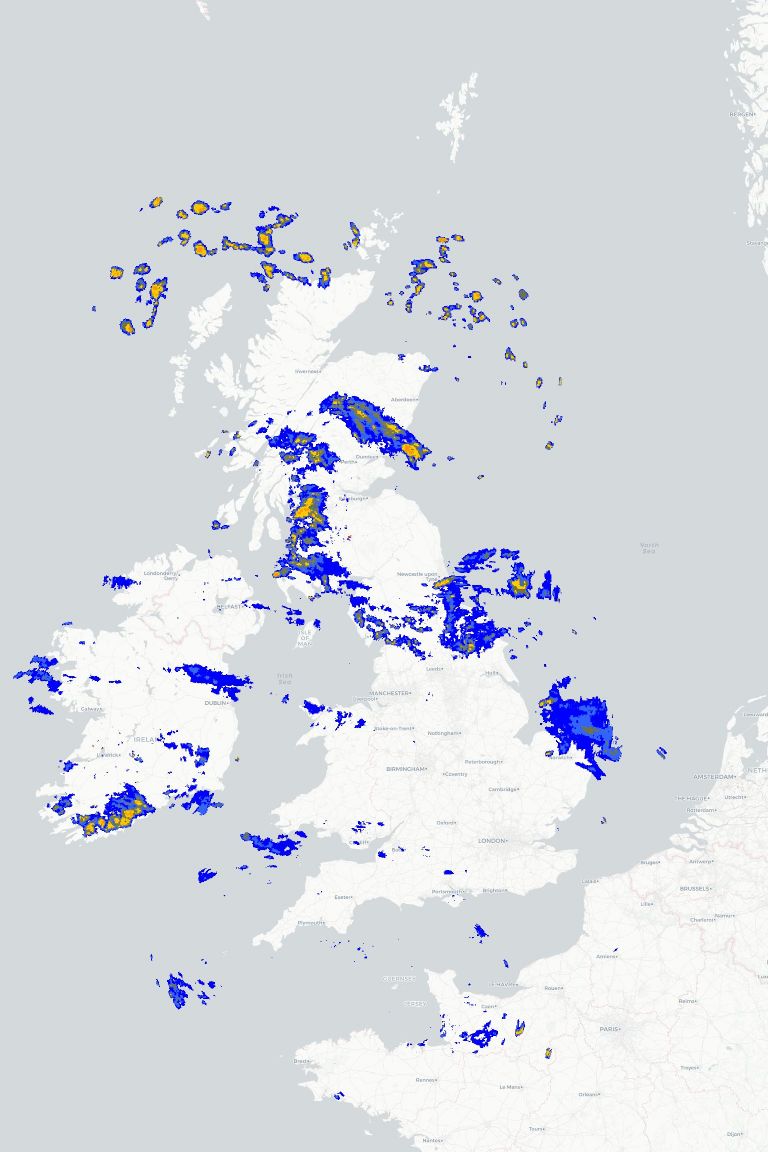 BERGEN
Inverness
Aberdeen
Dundee
Perth
North
Sea
Londonderry/
Derry
Newcastle upon
Tyne
BELFAST
ISLE
OF
MAN
Leeds
Hull
Irish
Sea
MANCHESTER
Liverpool
DUBLIN
Galway
Stoke-on-Trent
Nottingham
IRELAND
Limerick
Norwich
Peterborough
BIRMINGHAM
Coventry
AMSTERDAM
Cambridge
THE HAGUE
Utrecht
Rotterdam
Oxford
LONDON
Bruges
Antwerp
Calais
BRUSSELS
Exeter
Portsmouth
Brighton
Lille
Plymouth
Charleroi
Namur
Amiens
GUERNSEY
LE HAVRE
Rouen
JERSEY
Caen
Reims
PARIS
Brest
Troyes
Rennes
Le Mans
Orléans
Tours
Nantes
Dijon